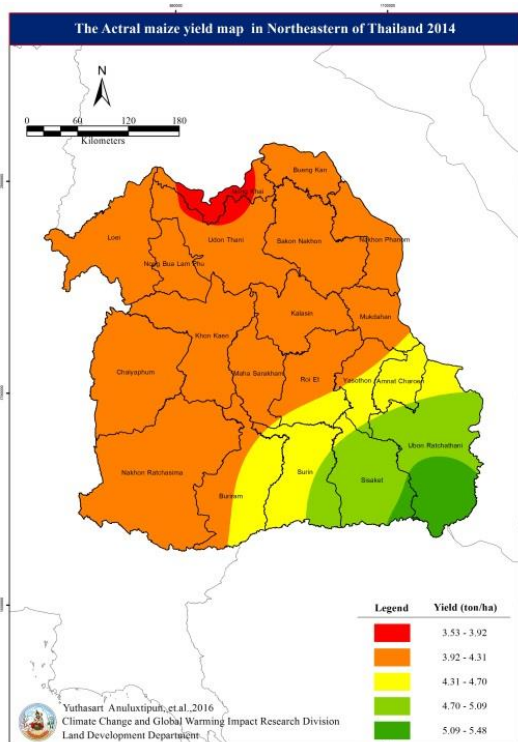 The Actral maize yield map in Northeastern of Thailand 2014
N
0 30 60 120 180
Kilometers
Bueng Kan
Loei
Udon Thani
Sakon Nakhon
Nakhon Phanom
Nong Bua Lam Phu
Kalasin
Mukdahan
Khon Kaen
Chaiyaphum
Maha Sarakham
Roi Et
Yasothon
Amnat Charoen
Ubon Ratchathani
Nakhon Ratchasima
Surin
Sisaket
Burirem
Legend Yield (ton/ha)
3.53 - 3.92
3.92 - 4.31
4.31 - 4.70
4.70 - 5.09
5.09 - 5.48
Yuthasart Anuluxtipun, et.al.,2016
Climate Change and Global Warming Impact Research Division
Land Development Department